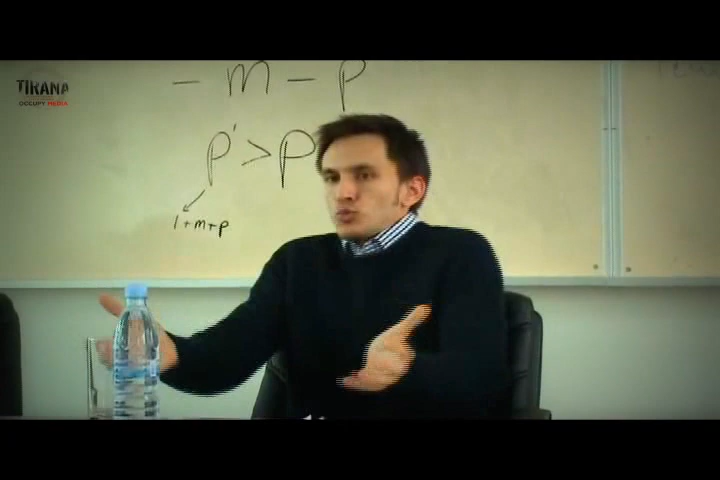 TIRANA
OCCUPY MEDIA
- m - p
p' > p
1+m+p